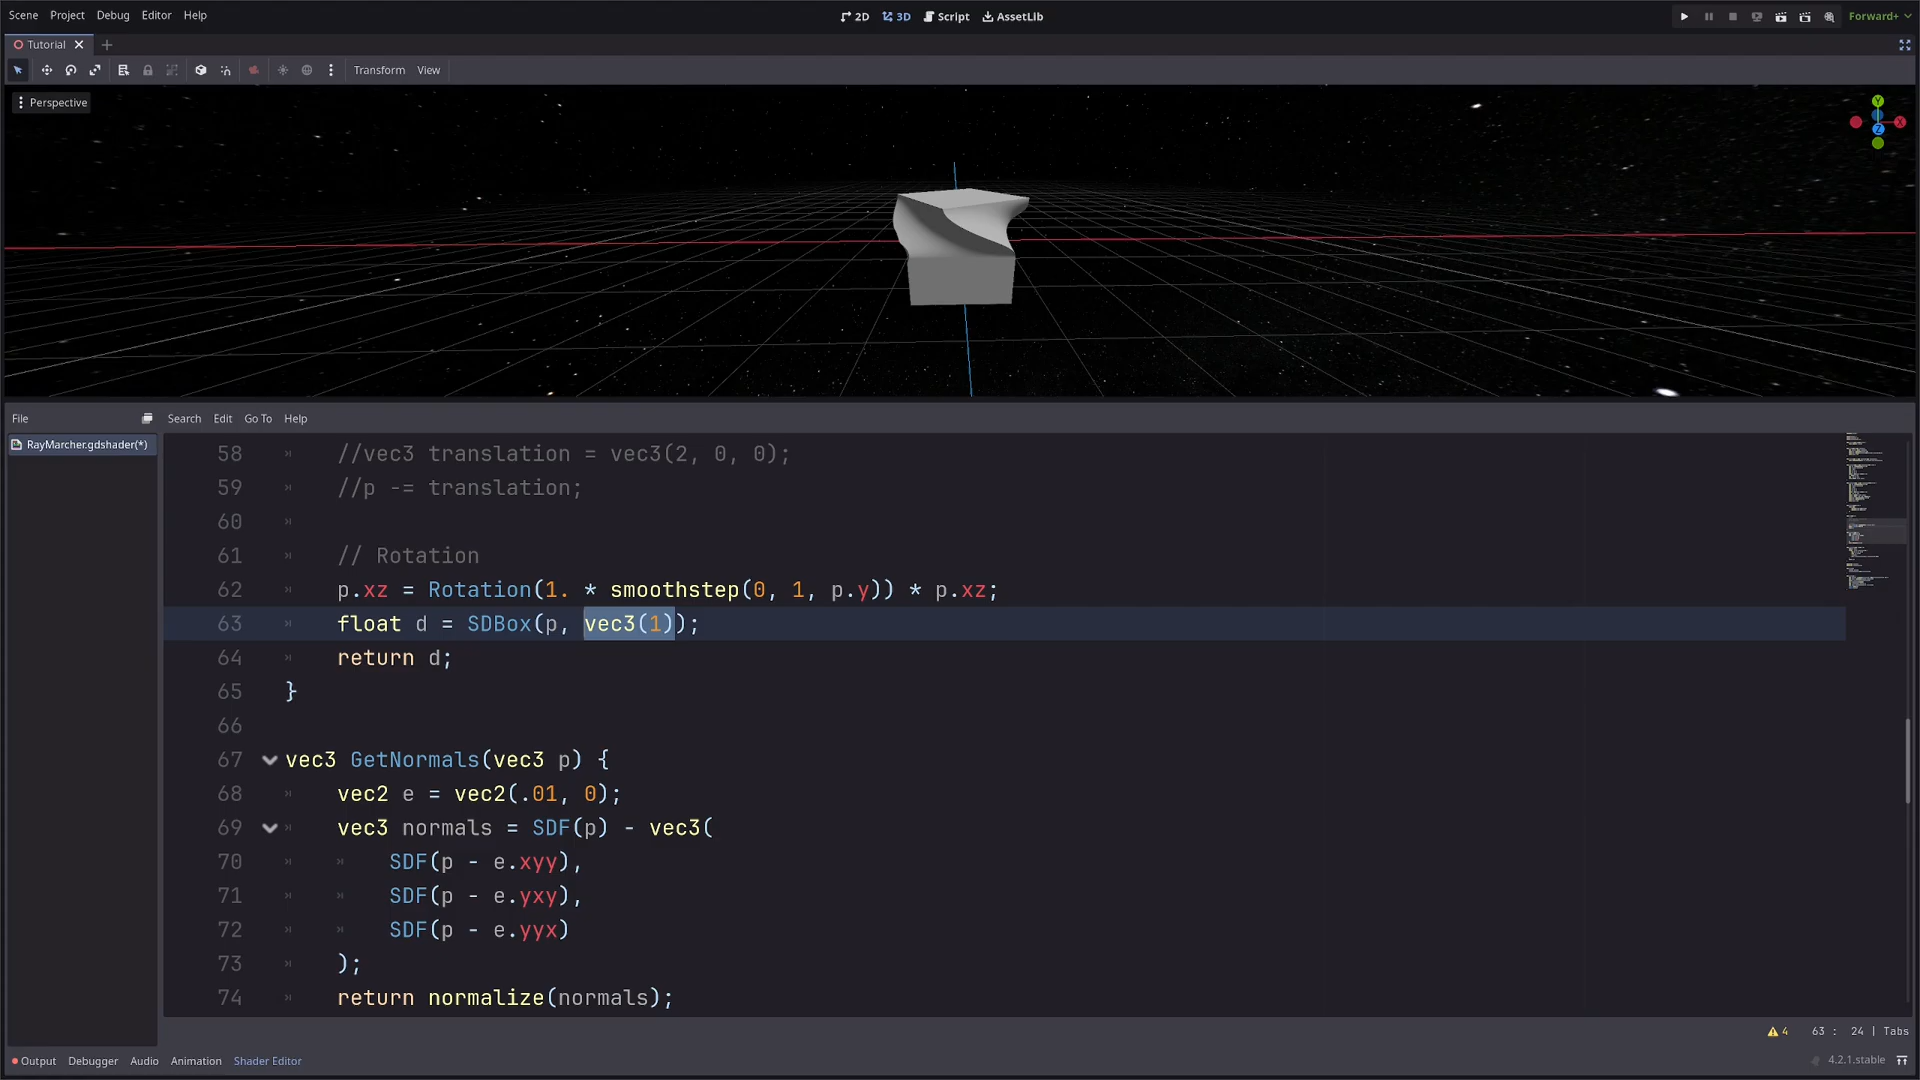 Scene Project Debug Editor Help 2D 3D Script AssetLib Forward+
Tutorial
Transform View
Perspective
Y
X
Z
File Search Edit Go To Help
RayMarcher.gdshader(*)
58 //vec3 translation = vec3(2, 0, 0);
59 //p -= translation;
60
61 // Rotation
62 p.xz = Rotation(1. * smoothstep(0, 1, p.y)) * p.xz;
63 float d = SDBox(p, vec3(1));
64 return d;
65 }
66
67 vec3 GetNormals(vec3 p) {
68 vec2 e = vec2(.01, 0);
69 vec3 normals = SDF(p) - vec3(
70 SDF(p - e.xyy),
71 SDF(p - e.yxy),
72 SDF(p - e.yyx)
73 );
74 return normalize(normals);
4 63 : 24 | Tabs
Output Debugger Audio Animation Shader Editor 4.2.1.stable